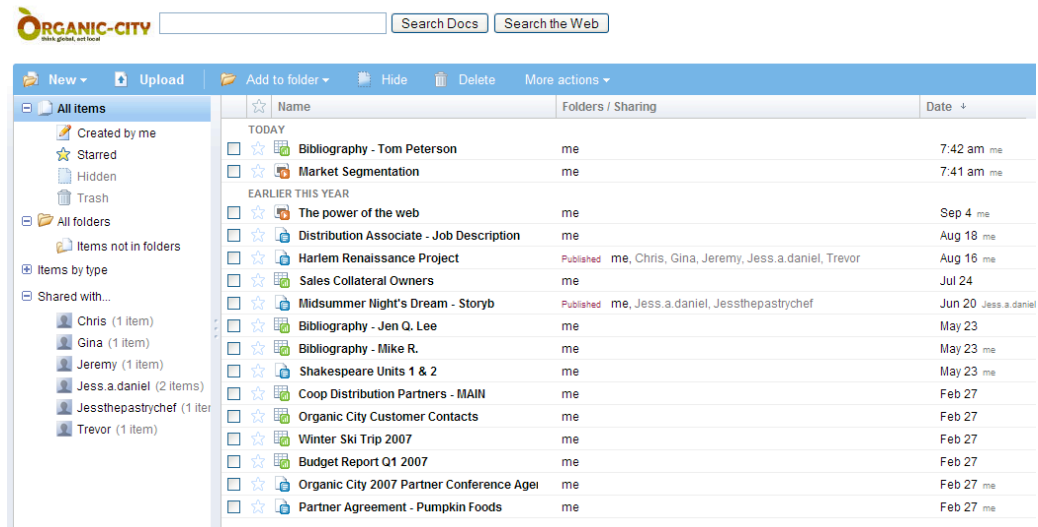 ORGANIC-CITY
think global, act local
Search Docs Search the Web
New Upload Add to folder Hide Delete More actions
All items
Created by me
Starred
Hidden
Trash
All folders
Items not in folders
Items by type
Shared with...
Chris (1 item)
Gina (1 item)
Jeremy (1 item)
Jess.a.daniel (2 items)
Jessthepastrychef (1 iter
Trevor (1 item)
Name Folders / Sharing Date
TODAY
Bibliography - Tom Peterson me 7:42 am me
Market Segmentation me 7:41 am me
EARLIER THIS YEAR
The power of the web me Sep 4 me
Distribution Associate - Job Description me Aug 18 me
Harlem Renaissance Project Published me, Chris, Gina, Jeremy, Jess.a.daniel, Trevor Aug 16 me
Sales Collateral Owners me Jul 24
Midsummer Night's Dream - Storyb Published me, Jess.a.daniel, Jessthepastrychef Jun 20 Jess.a.daniel
Bibliography - Jen Q. Lee me May 23
Bibliography - Mike R. me May 23 me
Shakespeare Units 1 & 2 me May 23 me
Coop Distribution Partners - MAIN me Feb 27
Organic City Customer Contacts me Feb 27
Winter Ski Trip 2007 me Feb 27
Budget Report Q1 2007 me Feb 27
Organic City 2007 Partner Conference Ager me Feb 27 me
Partner Agreement - Pumpkin Foods me Feb 27 me